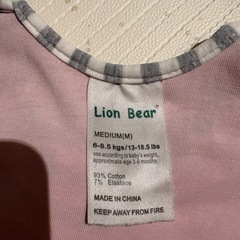 Lion Bear
MEDIUM(M)
6-8.5 kgs/13-18.5 lbs
use according to baby's weight,
approximate age 3-6 months
93% Cotton
7% Elastane
MADE IN CHINA
KEEP AWAY FROM FIRE